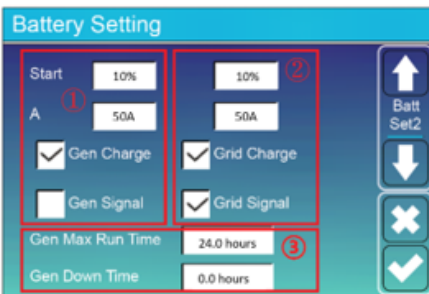 Battery Setting
Start 10% 10%
A 50A 50A
Gen Charge Grid Charge
Gen Signal Grid Signal
Gen Max Run Time 24.0 hours
Gen Down Time 0.0 hours
①
②
③
Batt
Set2